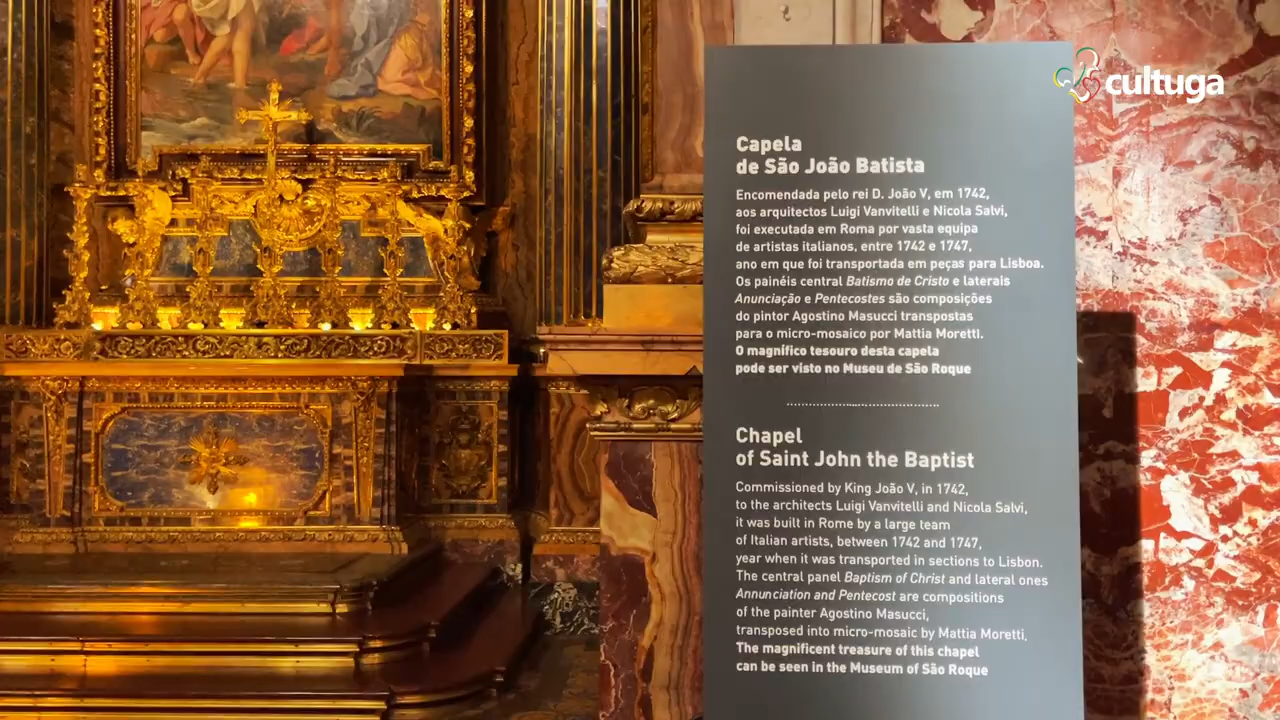 cultuga
Capela
de São João Batista
Encomendada pelo rei D. João V, em 1742,
aos arquitectos Luigi Vanvitelli e Nicola Salvi,
foi executada em Roma por vasta equipa
de artistas italianos, entre 1742 e 1747,
ano em que foi transportada em peças para Lisboa.
Os painéis central Batismo de Cristo e laterais
Anunciação e Pentecostes são composições
do pintor Agostino Masucci transpostas
para o micro-mosaico por Mattia Moretti.
O magnífico tesouro desta capela
pode ser visto no Museu de São Roque
Chapel
of Saint John the Baptist
Commissioned by King João V, in 1742,
to the architects Luigi Vanvitelli and Nicola Salvi,
it was built in Rome by a large team
of Italian artists, between 1742 and 1747,
year when it was transported in sections to Lisbon.
The central panel Baptism of Christ and lateral ones
Annunciation and Pentecost are compositions
of the painter Agostino Masucci,
transposed into micro-mosaic by Mattia Moretti.
The magnificent treasure of this chapel
can be seen in the Museum of São Roque